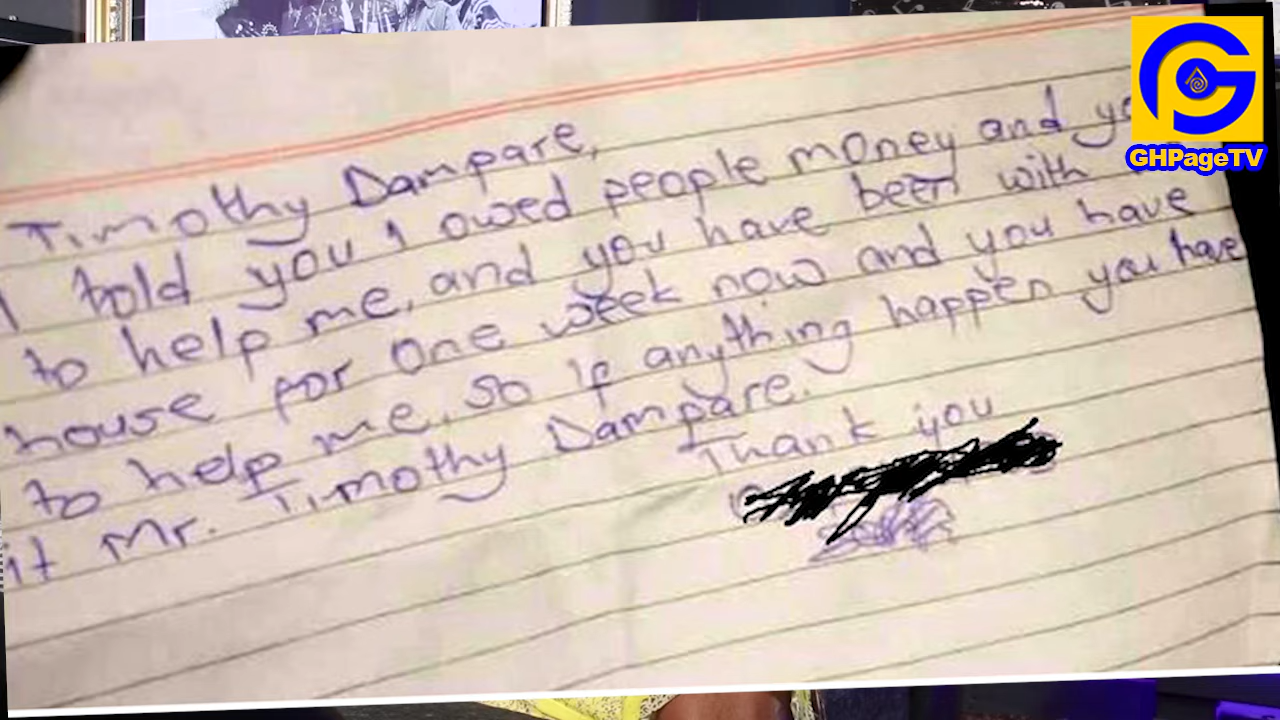 Timothy Dampare,
I told you I owed people money and yo
to help me, and you have been with
house for one week now and you have
to help me, so if anything happen you have
it Mr. Timothy Dampare.
Thank you
GHPageTV